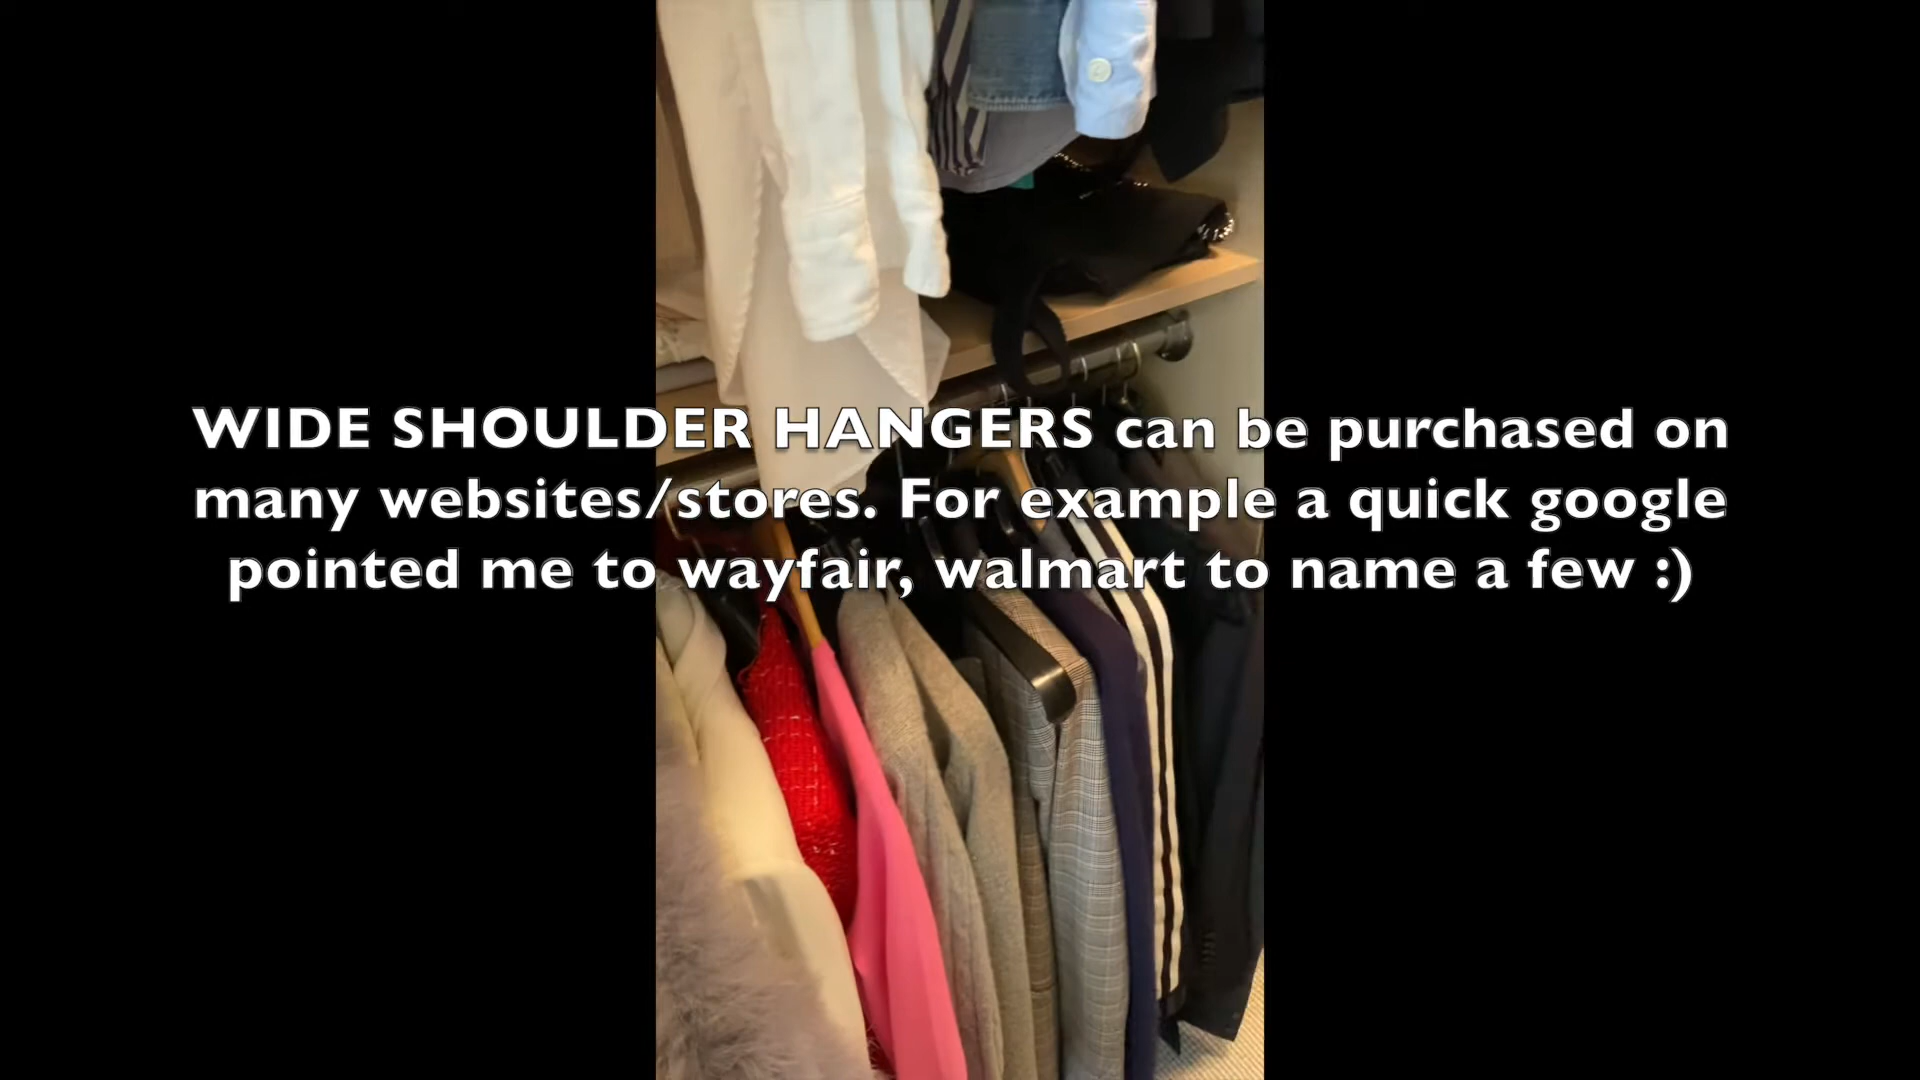 WIDE SHOULDER HANGERS can be purchased on
many websites/stores. For example a quick google
pointed me to wayfair, walmart to name a few :)